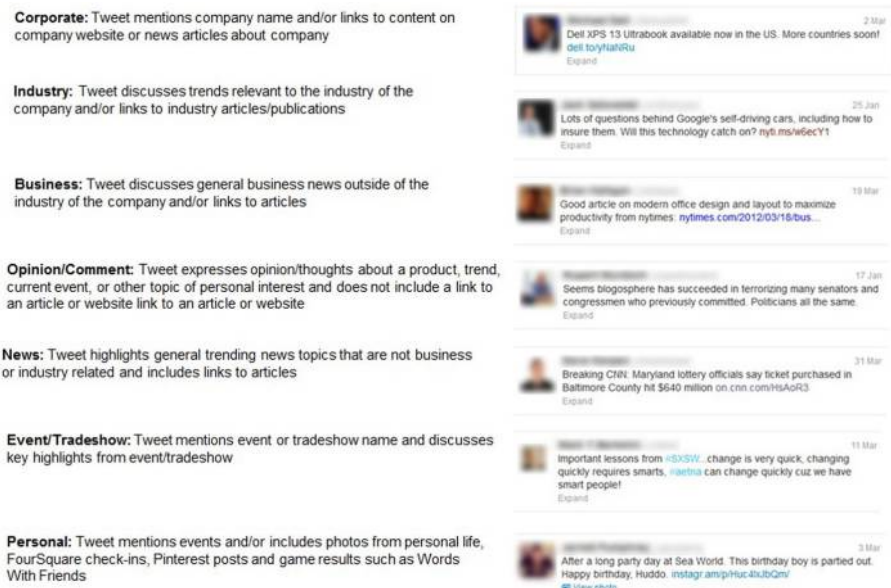 Corporate: Tweet mentions company name and/or links to content on
company website or news articles about company
2 Mar
Dell XPS 13 Ultrabook available now in the US. More countries soon!
dell.to/yNaNRu
Expand
Industry: Tweet discusses trends relevant to the industry of the
company and/or links to industry articles/publications
25 Jan
Lots of questions behind Google's self-driving cars, including how to
insure them. Will this technology catch on? nyti.ms/w6ecY1
Expand
Business: Tweet discusses general business news outside of the
industry of the company and/or links to articles
19 Mar
Good article on modern office design and layout to maximize
productivity from nytimes: nytimes.com/2012/03/18/bus...
Expand
Opinion/Comment: Tweet expresses opinion/thoughts about a product, trend,
current event, or other topic of personal interest and does not include a link to
an article or website link to an article or website
17 Jan
Seems blogosphere has succeeded in terrorizing many senators and
congressmen who previously committed. Politicians all the same.
Expand
News: Tweet highlights general trending news topics that are not business
or industry related and includes links to articles
31 Mar
Breaking CNN: Maryland lottery officials say ticket purchased in
Baltimore County hit $640 million on.cnn.com/HsAoR3
Expand
Event/Tradeshow: Tweet mentions event or tradeshow name and discusses
key highlights from event/tradeshow
11 Mar
Important lessons from #SXSW...change is very quick, changing
quickly requires smarts, #aetna can change quickly cuz we have
smart people!
Expand
Personal: Tweet mentions events and/or includes photos from personal life,
FourSquare check-ins, Pinterest posts and game results such as Words
With Friends
3 Mar
After a long party day at Sea World. This birthday boy is partied out.
Happy birthday, Huddo. instagr.am/p/Huc4lxJbQm/
View photo